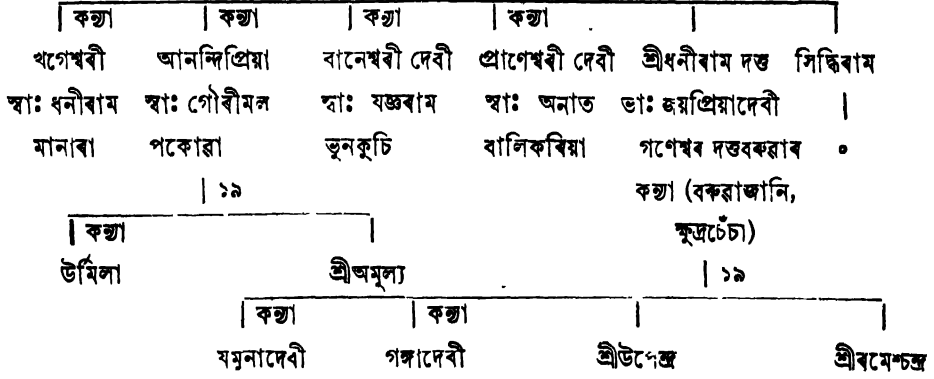 কন্যা কন্যা কন্যা কন্যা
খগেশ্বৰী আনন্দিপ্ৰিয়া বানেশ্বৰী দেবী প্ৰাণেশ্বৰী দেবী শ্ৰীধনীৰাম দত্ত সিদ্ধিৰাম
স্বাঃ ধনীৰাম স্বাঃ গৌৰীমল স্বাঃ যজ্ঞৰাম স্বাঃ অনাত ভাঃ জয়প্ৰিয়াদেবী
মানাৰা পকোৱা ভুনকুচি বালিকৰিয়া গণেশ্বৰ দত্তবৰুৱাৰ ০
১৯ কন্যা (বৰুৱাজানি,
কন্যা ক্ষুদ্ৰচেঁচা)
উৰ্মিলা শ্ৰীঅমূল্য ১৯
কন্যা কন্যা
যমুনাদেবী গঙ্গাদেবী শ্ৰীউপেন্দ্ৰ শ্ৰীৰমেশচন্দ্ৰ